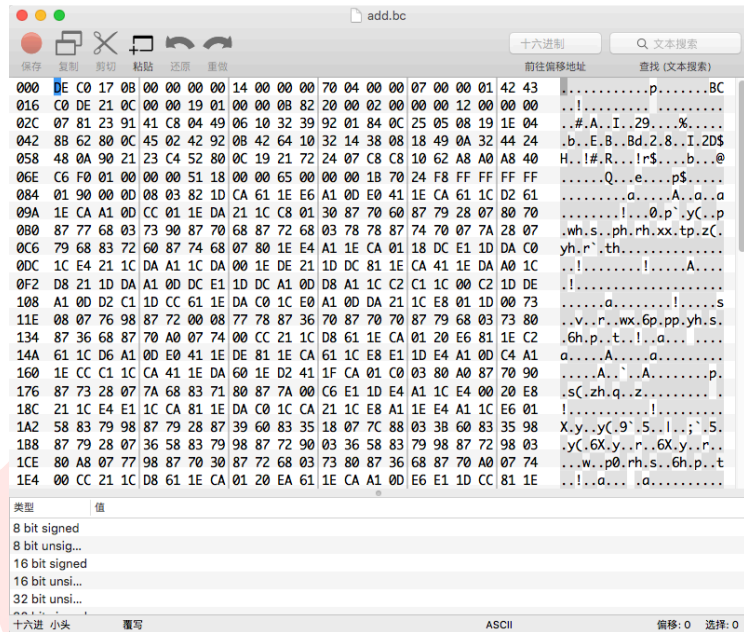 add.bc
保存 复制 剪切 粘贴 还原 重做
十六进制 文本搜索
前往偏移地址 查找 (文本搜索)
000 DE C0 17 0B 00 00 00 00 14 00 00 00 70 04 00 00 07 00 00 01 42 43 ............p.......BC
016 C0 DE 21 0C 00 00 19 01 00 00 0B 82 20 00 02 00 00 00 12 00 00 00 ..!......... .........
02C 07 81 23 91 41 C8 04 49 06 10 32 39 92 01 84 0C 25 05 08 19 1E 04 ..#.A..I..29....%.....
042 8B 62 80 0C 45 02 42 92 0B 42 64 10 32 14 38 08 18 49 0A 32 44 24 .b..E.B..Bd.2.8..I.2D$
058 48 0A 90 21 23 C4 52 80 0C 19 21 72 24 07 C8 C8 10 62 A8 A0 A8 40 H..!#.R...!r$....b...@
06E C6 F0 01 00 00 00 51 18 00 00 65 00 00 00 1B 70 24 F8 FF FF FF FF ......Q...e....p$.....
084 01 90 00 0D 08 03 82 1D CA 61 1E E6 A1 0D E0 41 1E CA 61 1C D2 61 .........a.....A..a..a
09A 1E CA A1 0D CC 01 1E DA 21 1C C8 01 30 87 70 60 87 79 28 07 80 70 ........!...0.p`.y(..p
0B0 87 77 68 03 73 90 87 70 68 87 72 68 03 78 78 87 74 70 07 7A 28 07 .wh.s..ph.rh.xx.tp.z(.
0C6 79 68 83 72 60 87 74 68 07 80 1E E4 A1 1E CA 01 18 DC E1 1D DA C0 yh.r`.th..............
0DC 1C E4 21 1C DA A1 1C DA 00 1E DE 21 1D DC 81 1E CA 41 1E DA A0 1C ..!........!.....A....
0F2 D8 21 1D DA A1 0D DC E1 1D DC A1 0D D8 A1 1C C2 C1 1C 00 C2 1D DE .!....................
108 A1 0D D2 C1 1D CC 61 1E DA C0 1C E0 A1 0D DA 21 1C E8 01 1D 00 73 ......a........!.....s
11E 08 07 76 98 87 72 00 08 77 78 87 36 70 87 70 70 87 79 68 03 73 80 ..v..r..wx.6p.pp.yh.s.
134 87 36 68 87 70 A0 07 74 00 CC 21 1C D8 61 1E CA 01 20 E6 81 1E C2 .6h.p..t..!..a... ....
14A 61 1C D6 A1 0D E0 41 1E DE 81 1E CA 61 1C E8 E1 1D E4 A1 0D C4 A1 a.....A.....a.........
160 1E CC C1 1C CA 41 1E DA 60 1E D2 41 1F CA 01 C0 03 80 A0 87 70 90 .....A..`..A........p.
176 87 73 28 07 7A 68 83 71 80 87 7A 00 C6 E1 1D E4 A1 1C E4 00 20 E8 .s(.zh.q..z......... .
18C 21 1C E4 E1 1C CA 81 1E DA C0 1C CA 21 1C E8 A1 1E E4 A1 1C E6 01 !...........!.........
1A2 58 83 79 98 87 79 28 87 39 60 83 35 18 07 7C 88 03 3B 60 83 35 98 X.y..y(.9`.5..|..;`.5.
1B8 87 79 28 07 36 58 83 79 98 87 72 90 03 36 58 83 79 98 87 72 98 03 .y(.6X.y..r..6X.y..r..
1CE 80 A8 07 77 98 87 70 30 87 72 68 03 73 80 87 36 68 87 70 A0 07 74 ...w..p0.rh.s..6h.p..t
1E4 00 CC 21 1C D8 61 1E CA 01 20 EA 61 1E CA A1 0D E6 E1 1D CC 81 1E ..!..a... .a..........
类型 值
8 bit signed
8 bit unsig...
16 bit signed
16 bit unsi...
32 bit unsi...
十六进 小头 覆写 ASCII 偏移: 0 选择: 0